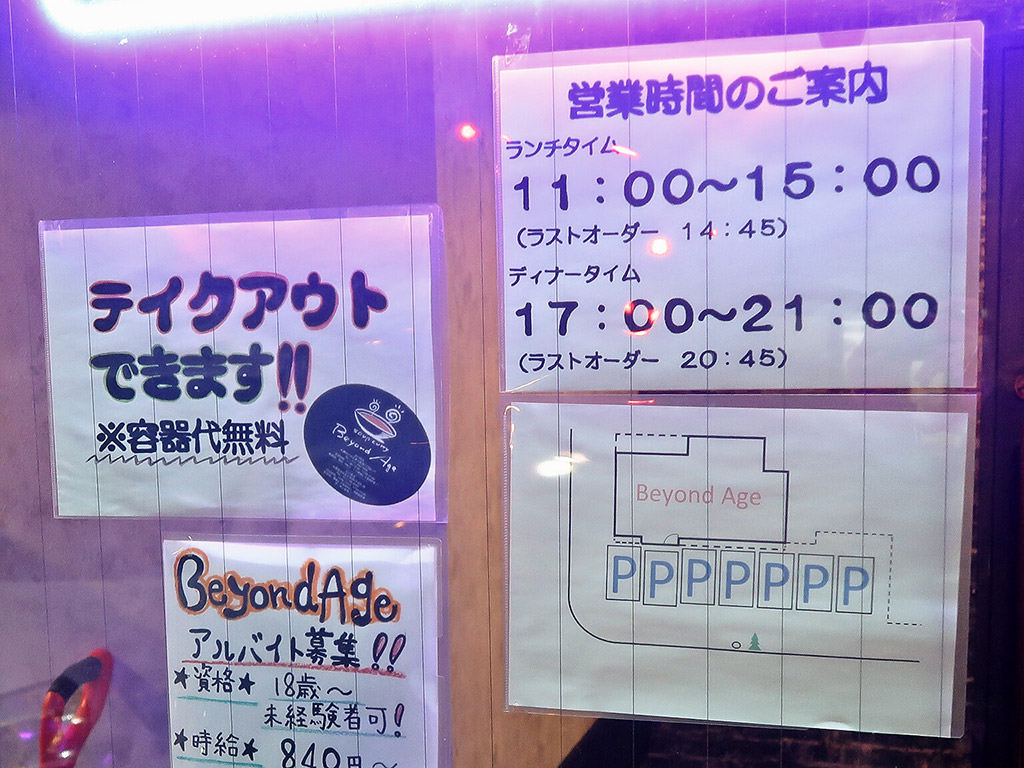 営業時間のご案内
ランチタイム
11：00～15：00
（ラストオーダー 14：45）
ディナータイム
17：00～21：00
（ラストオーダー 20：45）
テイクアウト
できます!!
※容器代無料
soup curry
Beyond Age
Beyond Age
P P P P P P P
BeyondAge
アルバイト募集!!
★資格★ 18歳～
未経験者可!
★時給★ 840円～